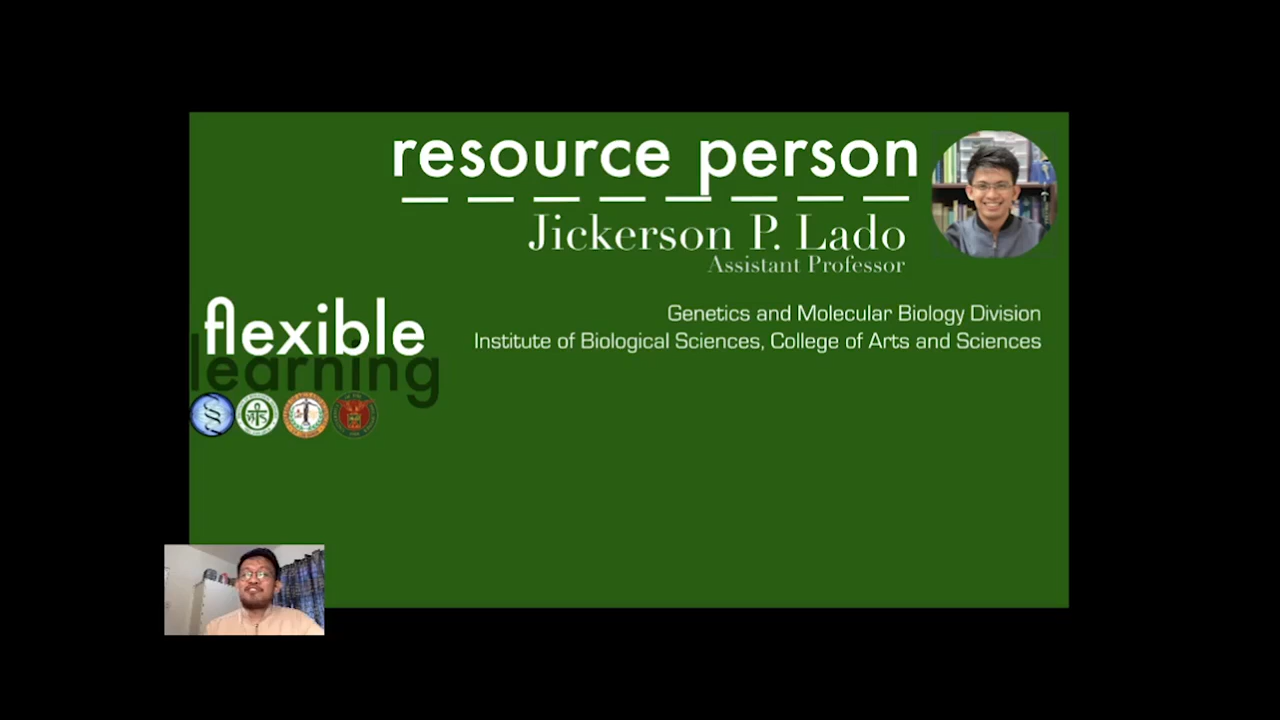 resource person
Jickerson P. Lado
Assistant Professor
Genetics and Molecular Biology Division
Institute of Biological Sciences, College of Arts and Sciences
flexible
learning